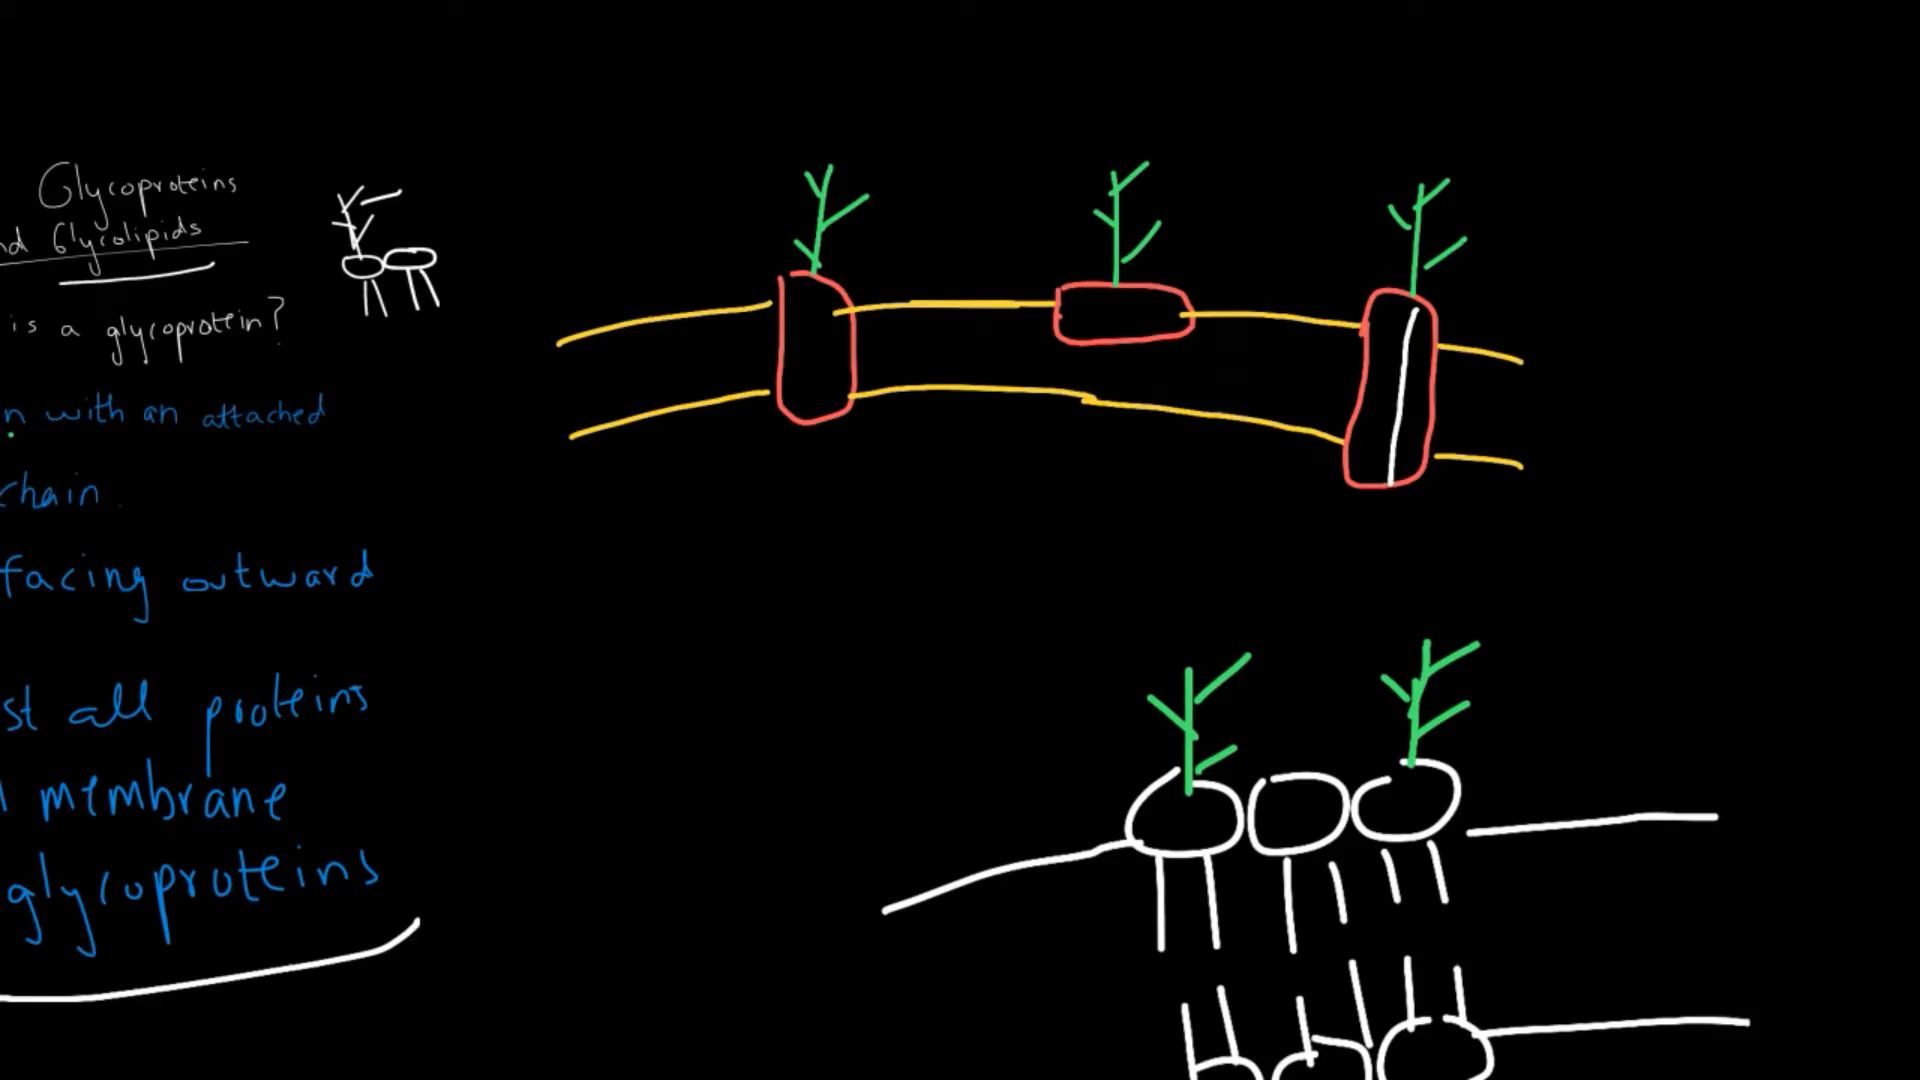 Glycoproteins
nd Glycolipids
is a glycoprotein?
n with an attached
chain.
facing outward
st all proteins
membrane
glycoproteins